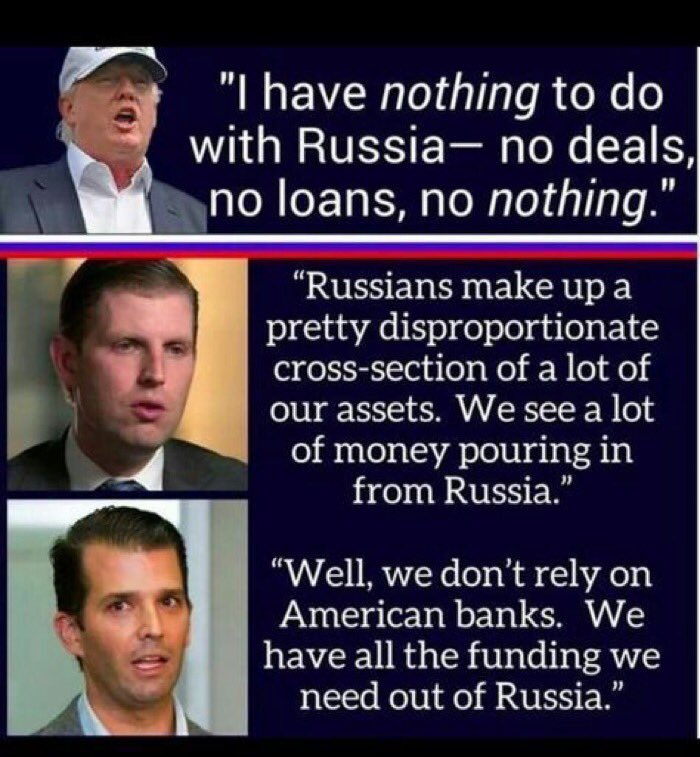 "I have nothing to do
with Russia— no deals,
no loans, no nothing."
“Russians make up a
pretty disproportionate
cross-section of a lot of
our assets. We see a lot
of money pouring in
from Russia.”
“Well, we don’t rely on
American banks. We
have all the funding we
need out of Russia.”